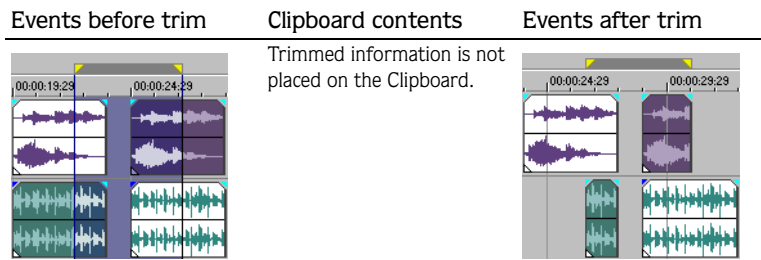 Events before trim
Clipboard contents
Events after trim
Trimmed information is not
placed on the Clipboard.
00:00:19:29
00:00:24:29
00:00:24:29
00:00:29:29